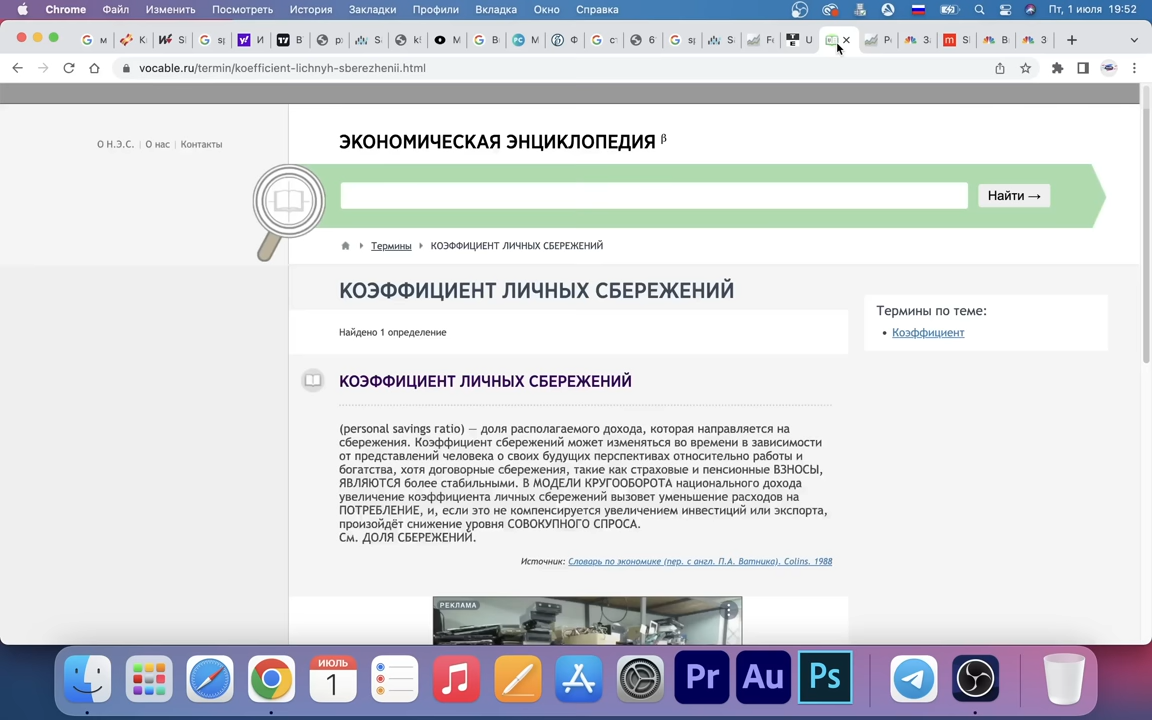 Chrome Файл Изменить Посмотреть История Закладки Профили Вкладка Окно Справка Пт, 1 июля 19:52
vocable.ru/termin/koefficient-lichnyh-sberezhenii.html
О Н.Э.С. | О нас | Контакты
ЭКОНОМИЧЕСКАЯ ЭНЦИКЛОПЕДИЯ β
Найти →
Термины КОЭФФИЦИЕНТ ЛИЧНЫХ СБЕРЕЖЕНИЙ
КОЭФФИЦИЕНТ ЛИЧНЫХ СБЕРЕЖЕНИЙ
Термины по теме:
• Коэффициент
Найдено 1 определение
КОЭФФИЦИЕНТ ЛИЧНЫХ СБЕРЕЖЕНИЙ
(personal savings ratio) — доля располагаемого дохода, которая направляется на
сбережения. Коэффициент сбережений может изменяться во времени в зависимости
от представлений человека о своих будущих перспективах относительно работы и
богатства, хотя договорные сбережения, такие как страховые и пенсионные ВЗНОСЫ,
ЯВЛЯЮТСЯ более стабильными. В МОДЕЛИ КРУГООБОРОТА национального дохода
увеличение коэффициента личных сбережений вызовет уменьшение расходов на
ПОТРЕБЛЕНИЕ, и, если это не компенсируется увеличением инвестиций или экспорта,
произойдёт снижение уровня СОВОКУПНОГО СПРОСА.
См. ДОЛЯ СБЕРЕЖЕНИЙ.
Источник: Словарь по экономике (пер. с англ. П.А. Ватника), Colins. 1988
РЕКЛАМА
ИЮЛЬ
1
Pr
Au
Ps